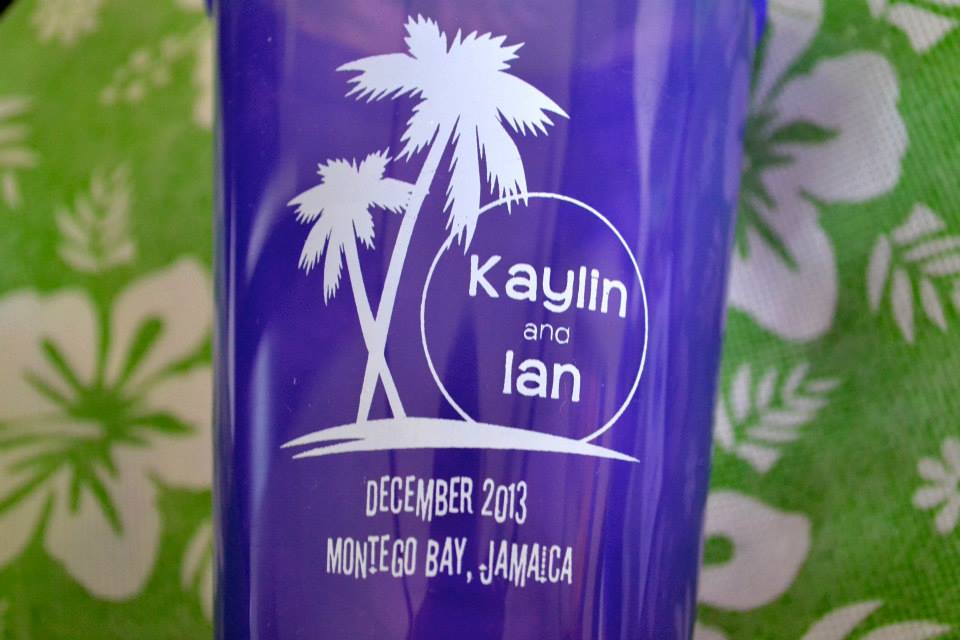 Kaylin
and
Ian
DECEMBER 2013
MONTEGO BAY, JAMAICA